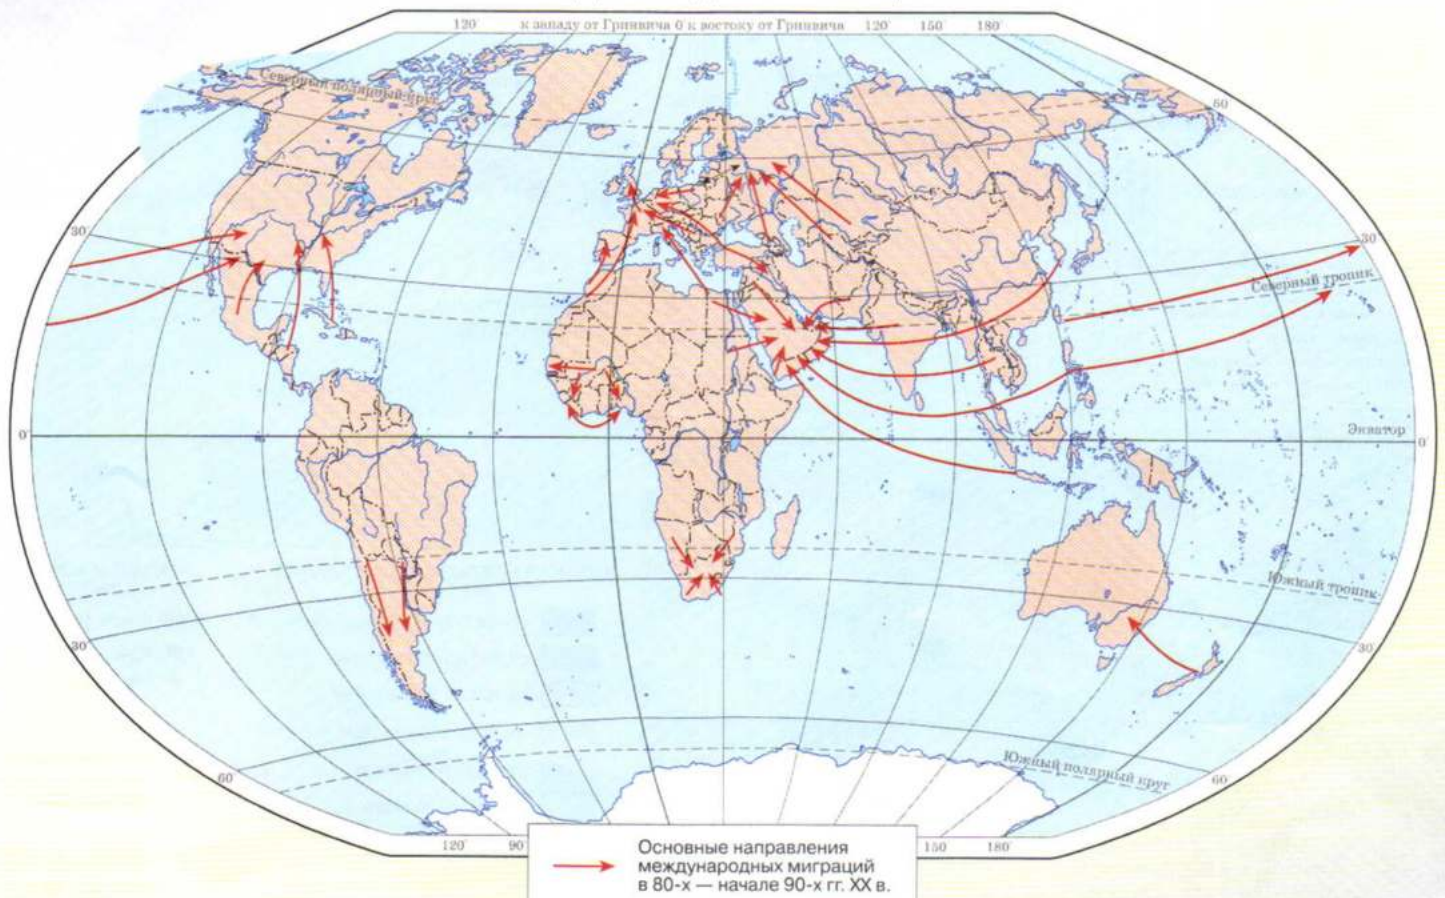 120° к западу от Гринвича 0° к востоку от Гринвича 120° 150° 180°
Северный полярный круг
60°
30°
30°
Северный тропик
Экватор
0°
0°
Южный тропик
30°
30°
Южный полярный круг
60°
60°
120° 90° 150° 180°
Основные направления
международных миграций
в 80-х — начале 90-х гг. XX в.